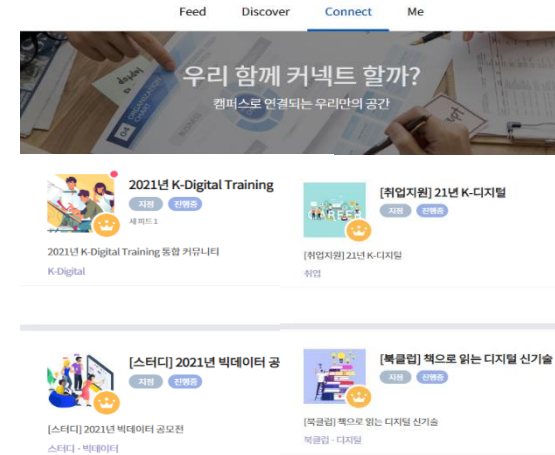 Feed Discover Connect Me
우리 함께 커넥트 할까?
캠퍼스로 연결되는 우리만의 공간
2021년 K-Digital Training
지정 진행중
새 피드 1
2021년 K-Digital Training 통합 커뮤니티
K-Digital
[취업지원] 21년 K-디지털
지정 진행중
[취업지원] 21년 K-디지털
취업
[스터디] 2021년 빅데이터 공
지정 진행중
[스터디] 2021년 빅데이터 공모전
스터디 · 빅데이터
[북클럽] 책으로 읽는 디지털 신기술
지정 진행중
[북클럽] 책으로 읽는 디지털 신기술
북클럽 · 디지털